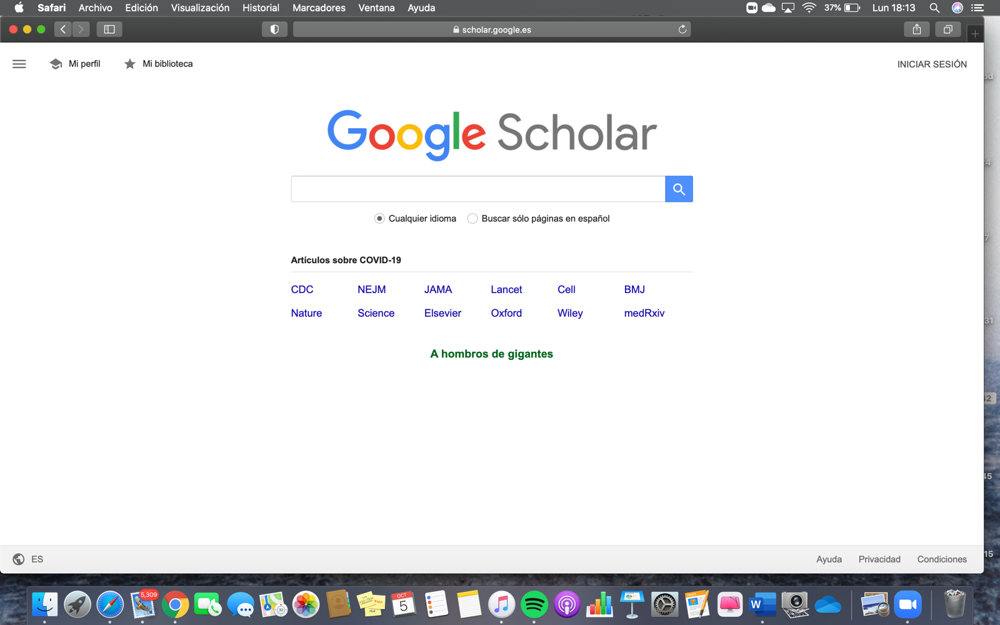 Safari Archivo Edición Visualización Historial Marcadores Ventana Ayuda 37% Lun 18:13
scholar.google.es
Mi perfil Mi biblioteca INICIAR SESIÓN
Google Scholar
Cualquier idioma Buscar sólo páginas en español
Artículos sobre COVID-19
CDC NEJM JAMA Lancet Cell BMJ
Nature Science Elsevier Oxford Wiley medRxiv
A hombros de gigantes
ES Ayuda Privacidad Condiciones
5,309
OCT
5
30
W